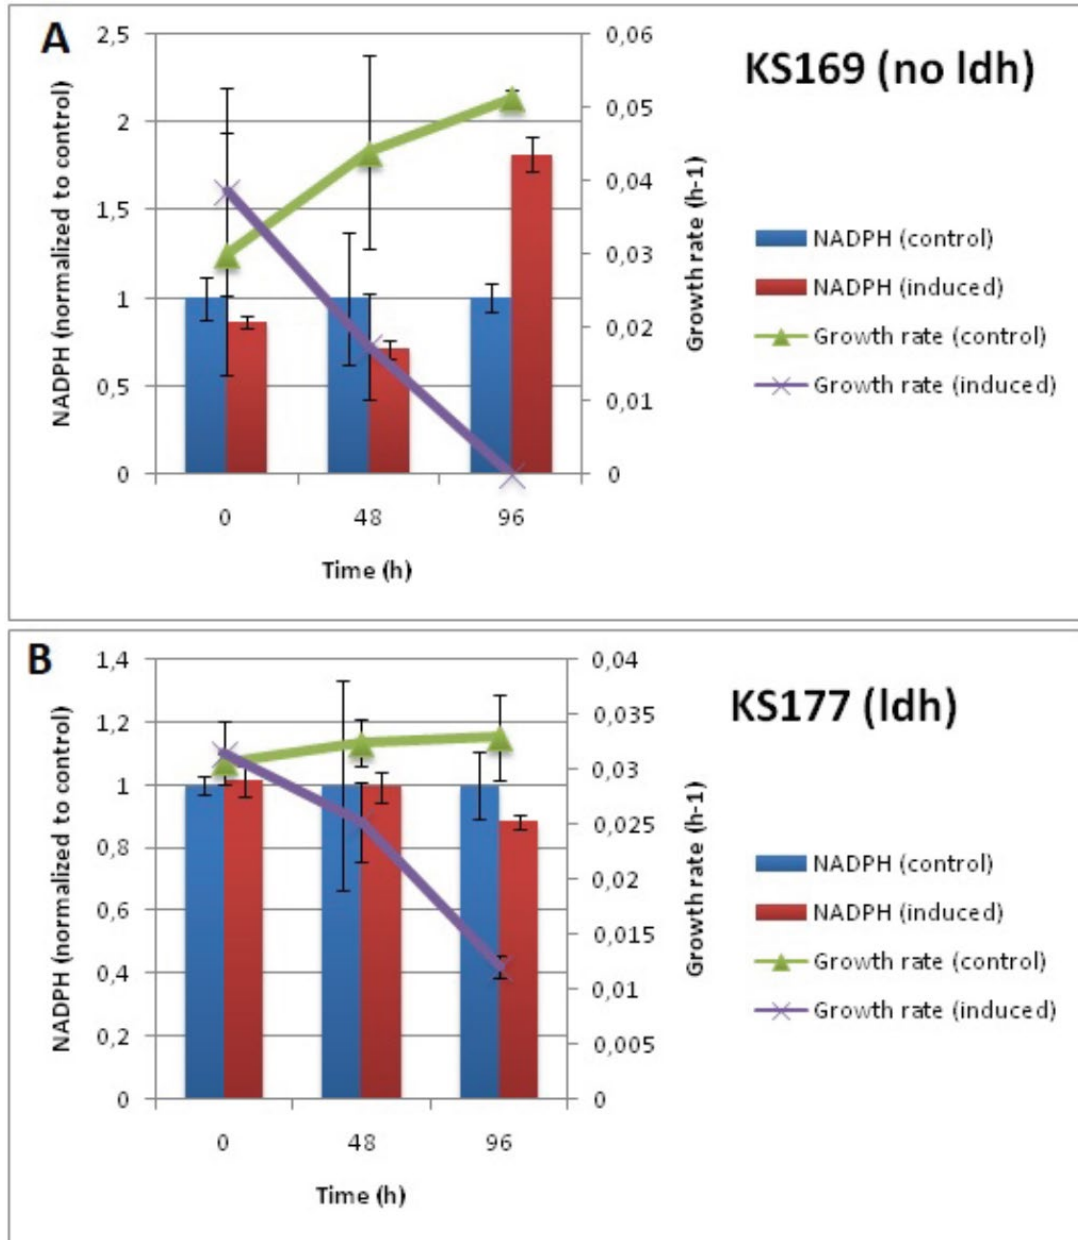 A
KS169 (no ldh)
NADPH (normalized to control)
2,5
2
1,5
1
0,5
0
0,06
0,05
0,04
0,03
0,02
0,01
0
Growth rate (h-1)
0 48 96
Time (h)
NADPH (control)
NADPH (induced)
Growth rate (control)
Growth rate (induced)
B
KS177 (ldh)
NADPH (normalized to control)
1,4
1,2
1
0,8
0,6
0,4
0,2
0
0,04
0,035
0,03
0,025
0,02
0,015
0,01
0,005
0
Growth rate (h-1)
0 48 96
Time (h)
NADPH (control)
NADPH (induced)
Growth rate (control)
Growth rate (induced)